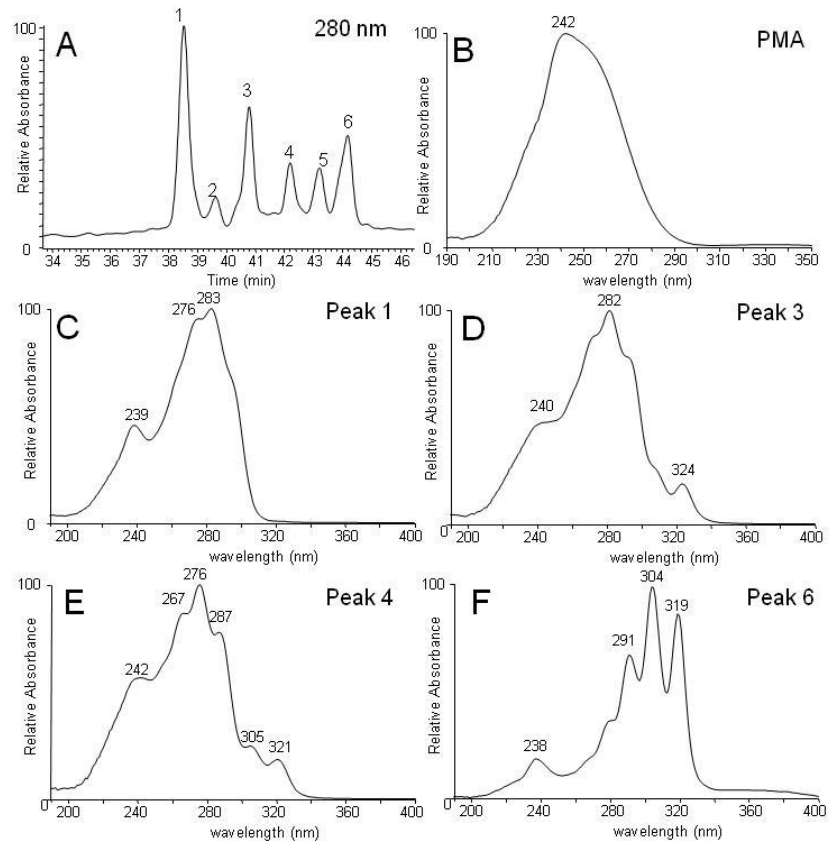 A
280 nm
100
Relative Absorbance
0
1
2
3
4
5
6
34 35 36 37 38 39 40 41 42 43 44 45 46
Time (min)
B
PMA
242
100
Relative Absorbance
0
190 210 230 250 270 290 310 330 350
wavelength (nm)
C
Peak 1
100
Relative Absorbance
0
239
276
283
200 240 280 320 360 400
wavelength (nm)
D
Peak 3
100
Relative Absorbance
0
240
282
324
200 240 280 320 360 400
wavelength (nm)
E
Peak 4
100
Relative Absorbance
0
242
267
276
287
305
321
200 240 280 320 360 400
wavelength (nm)
F
Peak 6
100
Relative Absorbance
0
238
291
304
319
200 240 280 320 360 400
wavelength (nm)